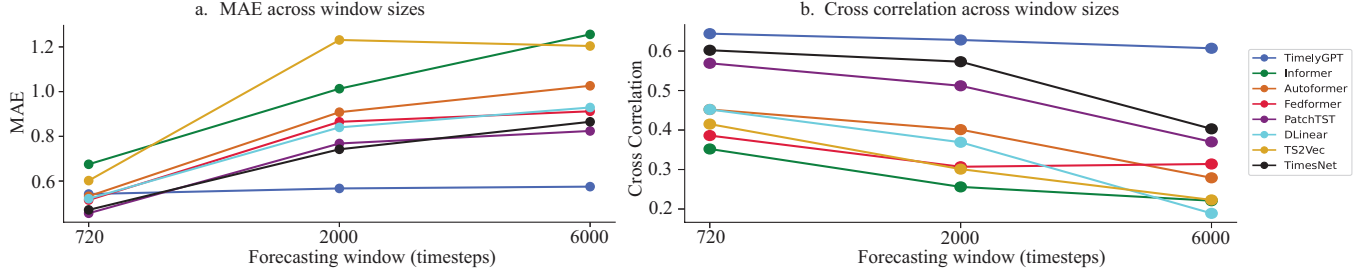 a. MAE across window sizes
MAE
1.2
1.0
0.8
0.6
720
2000
6000
Forecasting window (timesteps)
b. Cross correlation across window sizes
Cross Correlation
0.6
0.5
0.4
0.3
0.2
720
2000
6000
Forecasting window (timesteps)
TimelyGPT
Informer
Autoformer
Fedformer
PatchTST
DLinear
TS2Vec
TimesNet